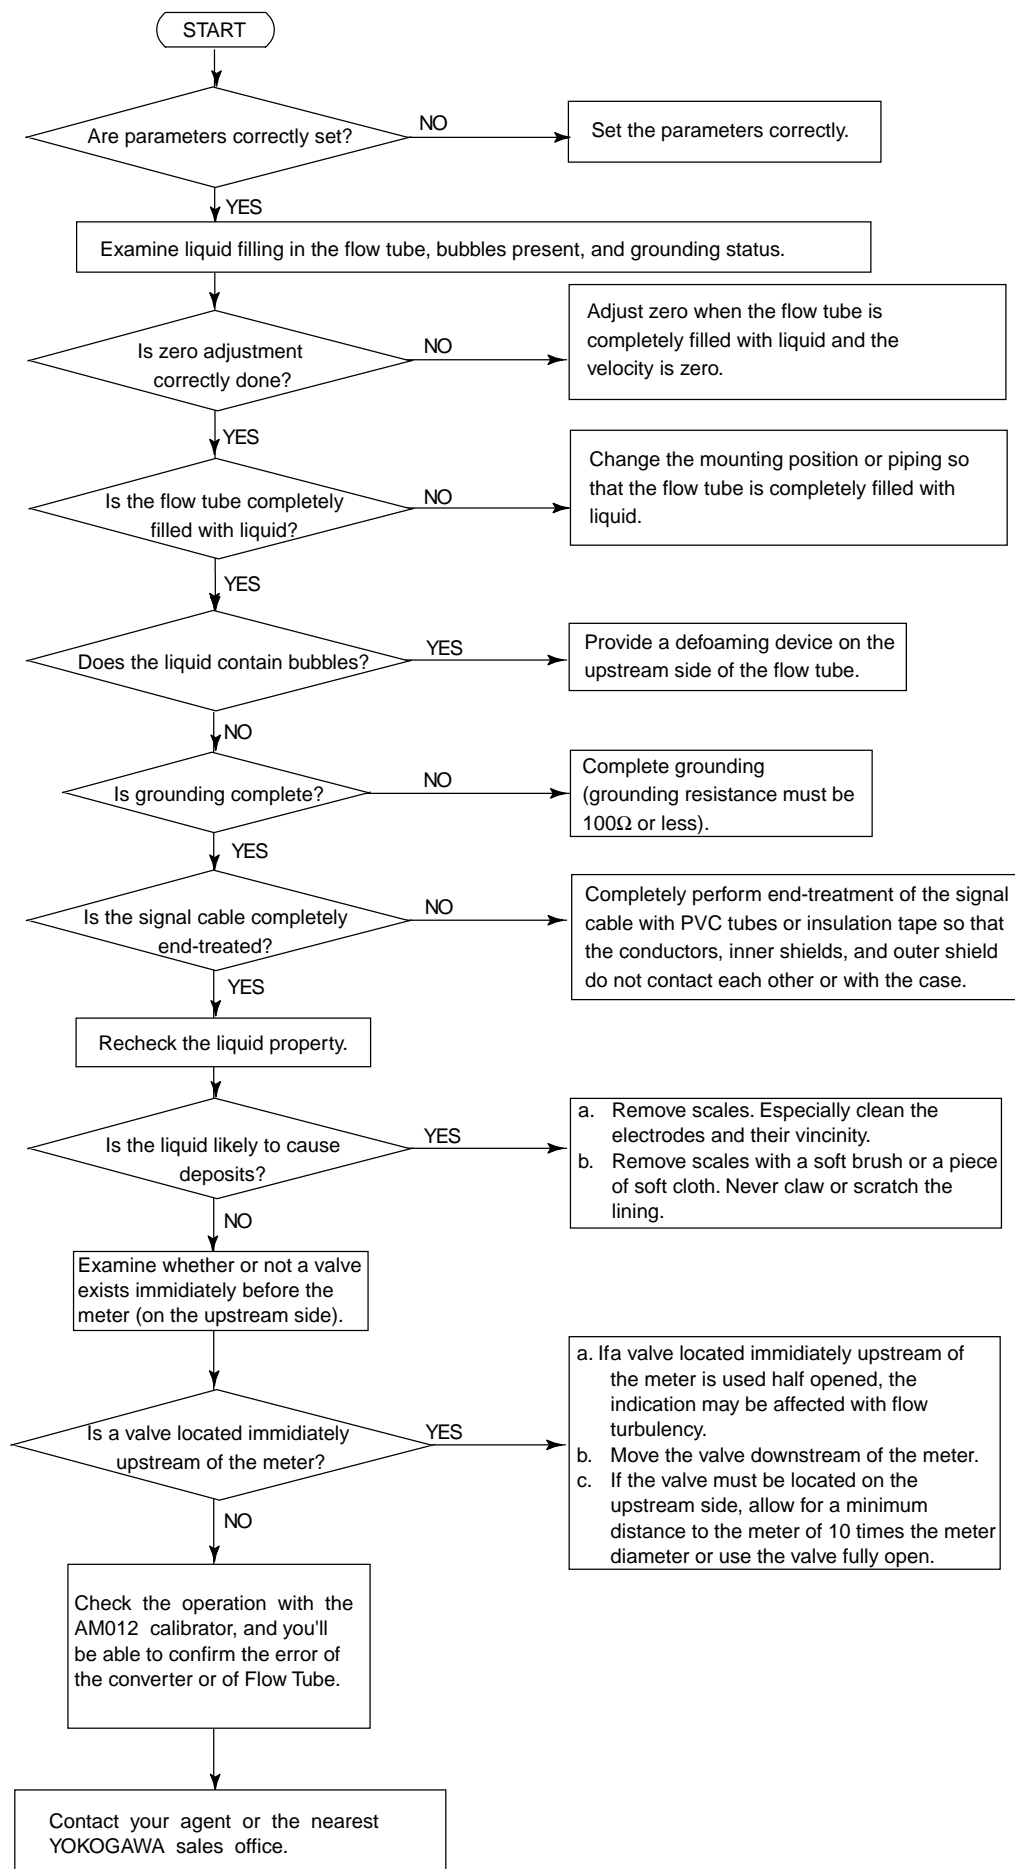 START
Are parameters correctly set?
NO
Set the parameters correctly.
YES
Examine liquid filling in the flow tube, bubbles present, and grounding status.
Is zero adjustment
correctly done?
NO
Adjust zero when the flow tube is
completely filled with liquid and the
velocity is zero.
YES
Is the flow tube completely
filled with liquid?
NO
Change the mounting position or piping so
that the flow tube is completely filled with
liquid.
YES
Does the liquid contain bubbles?
YES
Provide a defoaming device on the
upstream side of the flow tube.
NO
Is grounding complete?
NO
Complete grounding
(grounding resistance must be
100Ω or less).
YES
Is the signal cable completely
end-treated?
NO
Completely perform end-treatment of the signal
cable with PVC tubes or insulation tape so that
the conductors, inner shields, and outer shield
do not contact each other or with the case.
YES
Recheck the liquid property.
Is the liquid likely to cause
deposits?
YES
a. Remove scales. Especially clean the
electrodes and their vincinity.
b. Remove scales with a soft brush or a piece
of soft cloth. Never claw or scratch the
lining.
NO
Examine whether or not a valve
exists immidiately before the
meter (on the upstream side).
Is a valve located immidiately
upstream of the meter?
YES
a. Ifa valve located immidiately upstream of
the meter is used half opened, the
indication may be affected with flow
turbulency.
b. Move the valve downstream of the meter.
c. If the valve must be located on the
upstream side, allow for a minimum
distance to the meter of 10 times the meter
diameter or use the valve fully open.
NO
Check the operation with the
AM012 calibrator, and you'll
be able to confirm the error of
the converter or of Flow Tube.
Contact your agent or the nearest
YOKOGAWA sales office.